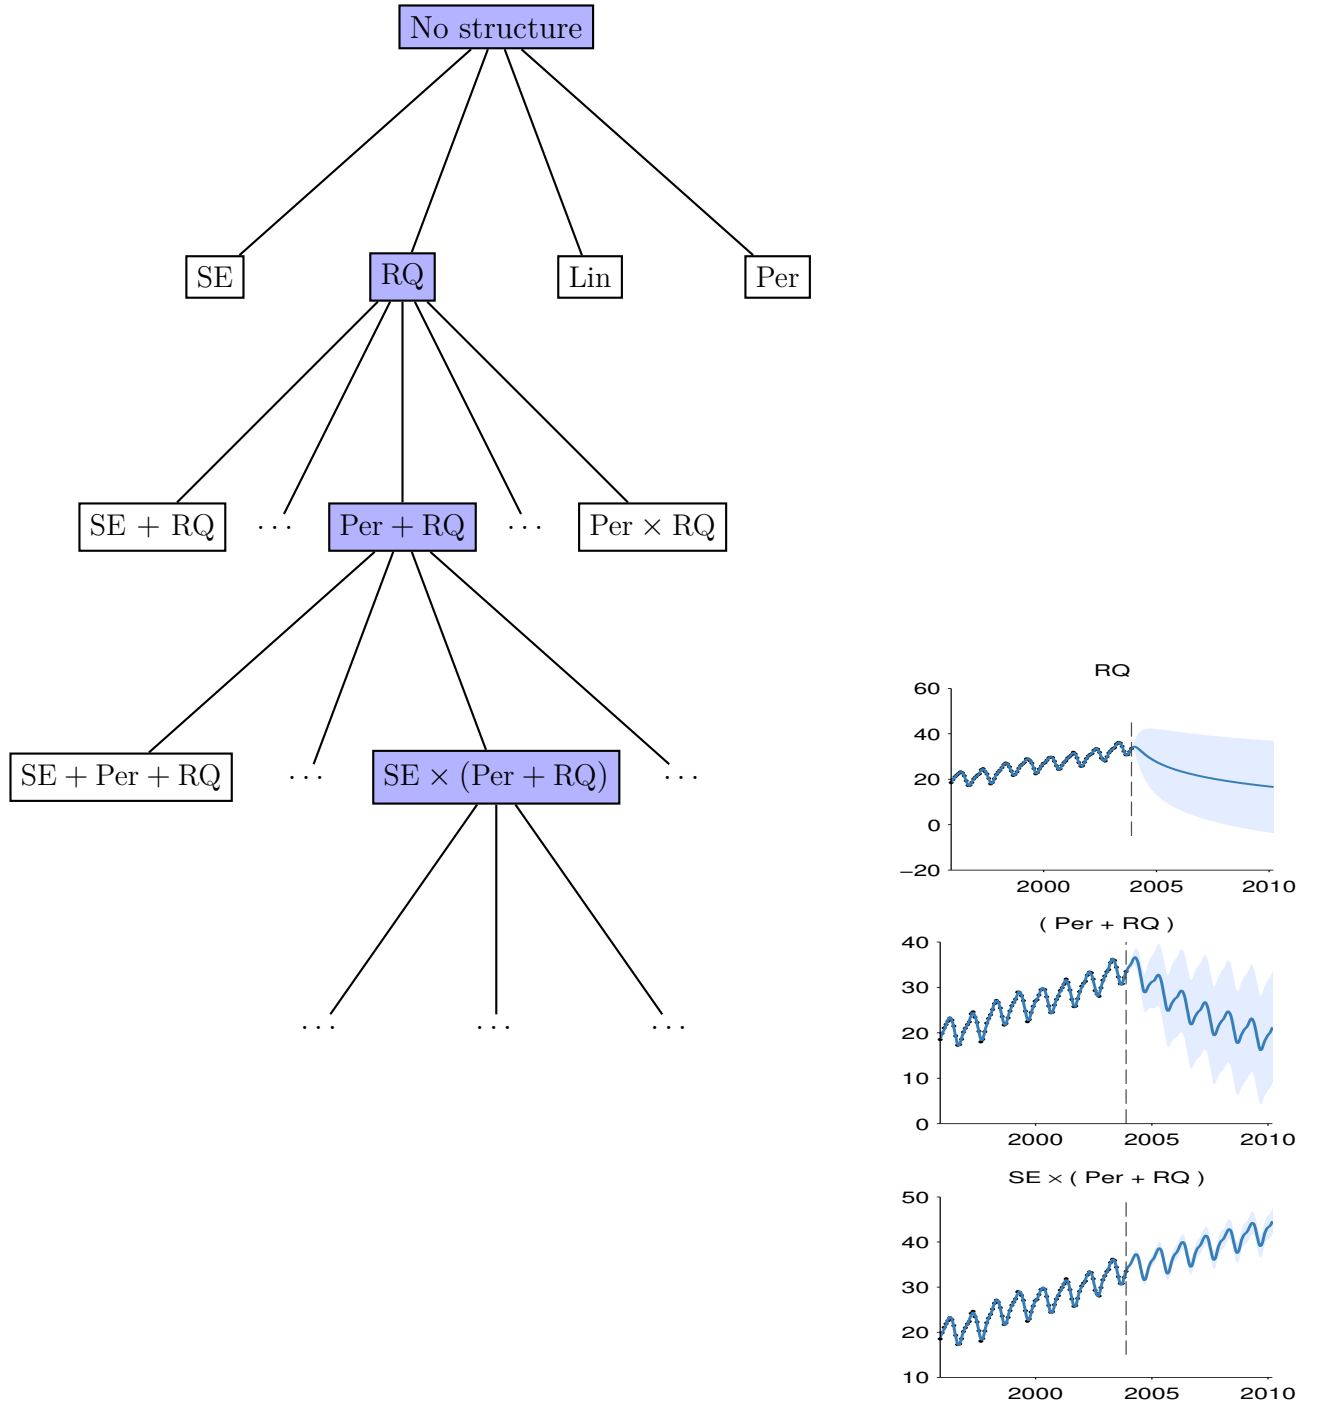 No structure
SE RQ Lin Per
SE + RQ ... Per + RQ ... Per × RQ
SE + Per + RQ ... SE × (Per + RQ) ...
... ... ...
RQ
60
40
20
0
−20
2000 2005 2010
( Per + RQ )
40
30
20
10
0
2000 2005 2010
SE × ( Per + RQ )
50
40
30
20
10
2000 2005 2010